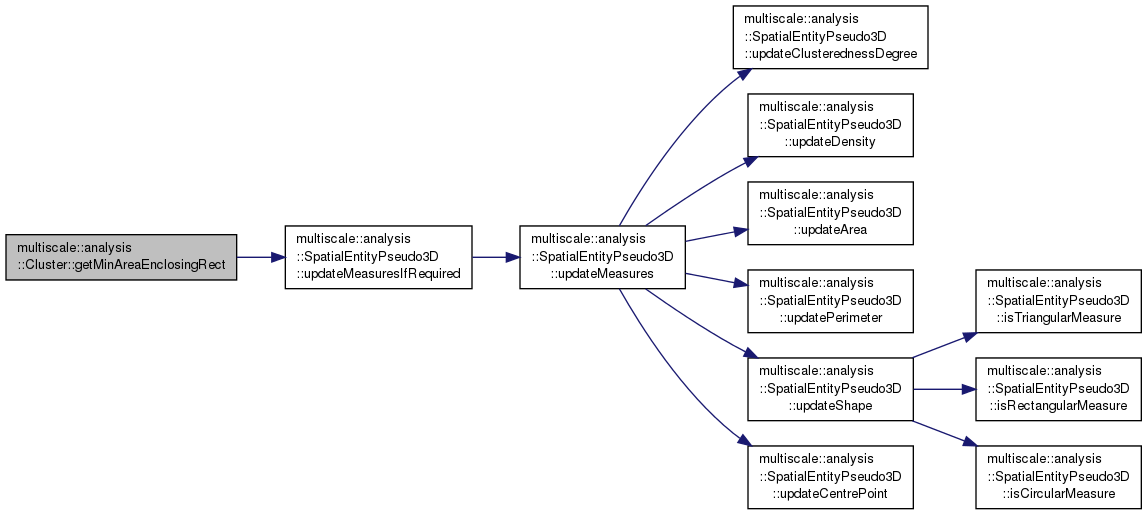 multiscale::analysis
::Cluster::getMinAreaEnclosingRect
multiscale::analysis
::SpatialEntityPseudo3D
::updateMeasuresIfRequired
multiscale::analysis
::SpatialEntityPseudo3D
::updateMeasures
multiscale::analysis
::SpatialEntityPseudo3D
::updateClusterednessDegree
multiscale::analysis
::SpatialEntityPseudo3D
::updateDensity
multiscale::analysis
::SpatialEntityPseudo3D
::updateArea
multiscale::analysis
::SpatialEntityPseudo3D
::updatePerimeter
multiscale::analysis
::SpatialEntityPseudo3D
::updateShape
multiscale::analysis
::SpatialEntityPseudo3D
::updateCentrePoint
multiscale::analysis
::SpatialEntityPseudo3D
::isTriangularMeasure
multiscale::analysis
::SpatialEntityPseudo3D
::isRectangularMeasure
multiscale::analysis
::SpatialEntityPseudo3D
::isCircularMeasure